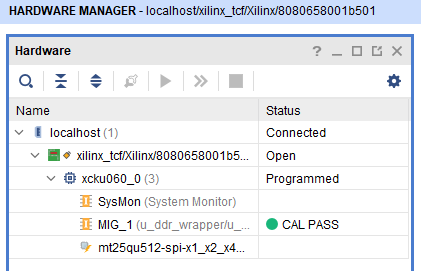 HARDWARE MANAGER - localhost/xilinx_tcf/Xilinx/8080658001b501
Hardware
Name Status
localhost (1) Connected
xilinx_tcf/Xilinx/8080658001b5... Open
xcku060_0 (3) Programmed
SysMon (System Monitor)
MIG_1 (u_ddr_wrapper/u_... CAL PASS
mt25qu512-spi-x1_x2_x4...